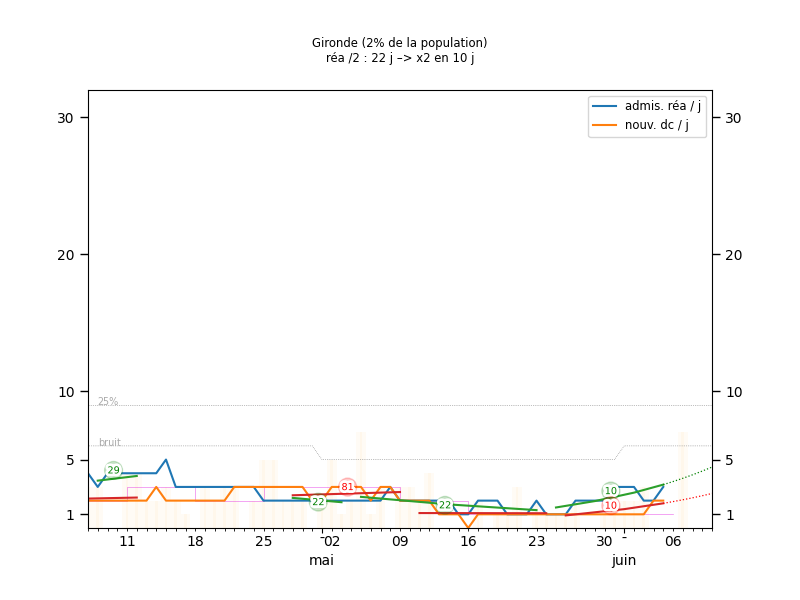 Gironde (2% de la population)
réa /2 : 22 j –> x2 en 10 j
admis. réa / j
nouv. dc / j
30 30
20 20
10 10
25%
bruit
5 5
29
81
22
22
10
10
1 1
11 18 25 02 09 16 23 30 06
mai juin